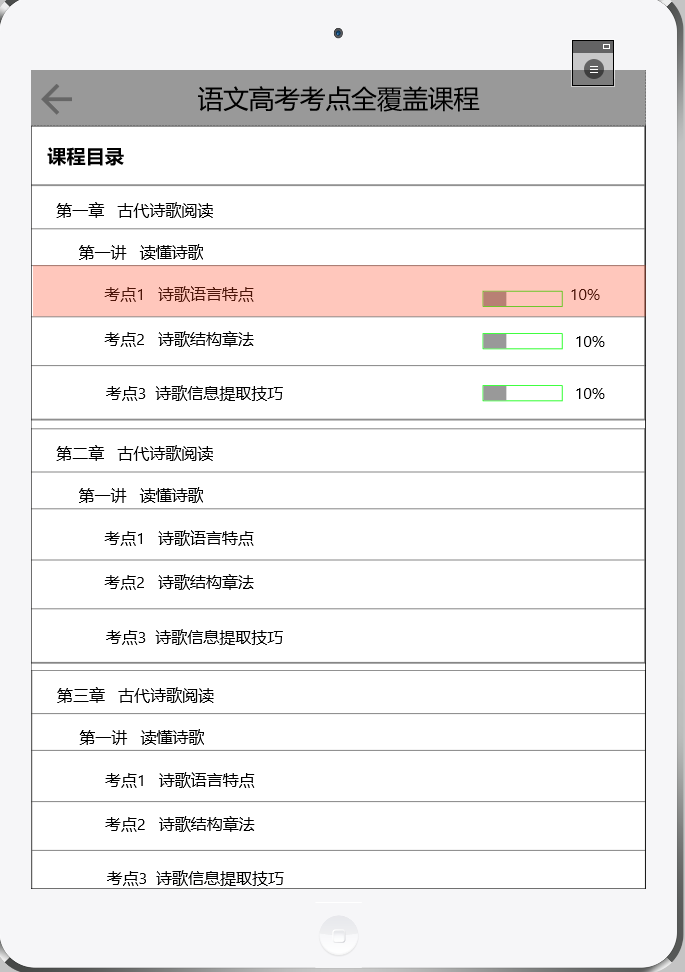 语文高考考点全覆盖课程
课程目录
第一章 古代诗歌阅读
第一讲 读懂诗歌
考点1 诗歌语言特点 10%
考点2 诗歌结构章法 10%
考点3 诗歌信息提取技巧 10%
第二章 古代诗歌阅读
第一讲 读懂诗歌
考点1 诗歌语言特点
考点2 诗歌结构章法
考点3 诗歌信息提取技巧
第三章 古代诗歌阅读
第一讲 读懂诗歌
考点1 诗歌语言特点
考点2 诗歌结构章法
考点3 诗歌信息提取技巧